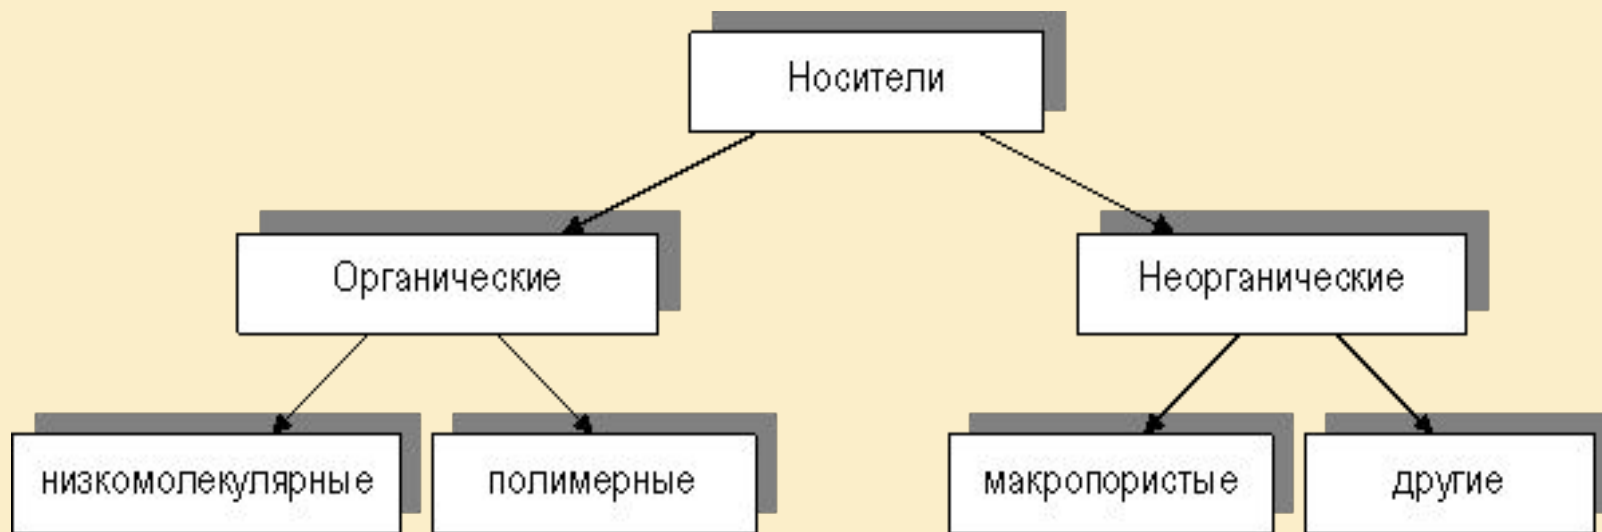 Носители
Органические
Неорганические
низкомолекулярные
полимерные
макропористые
другие